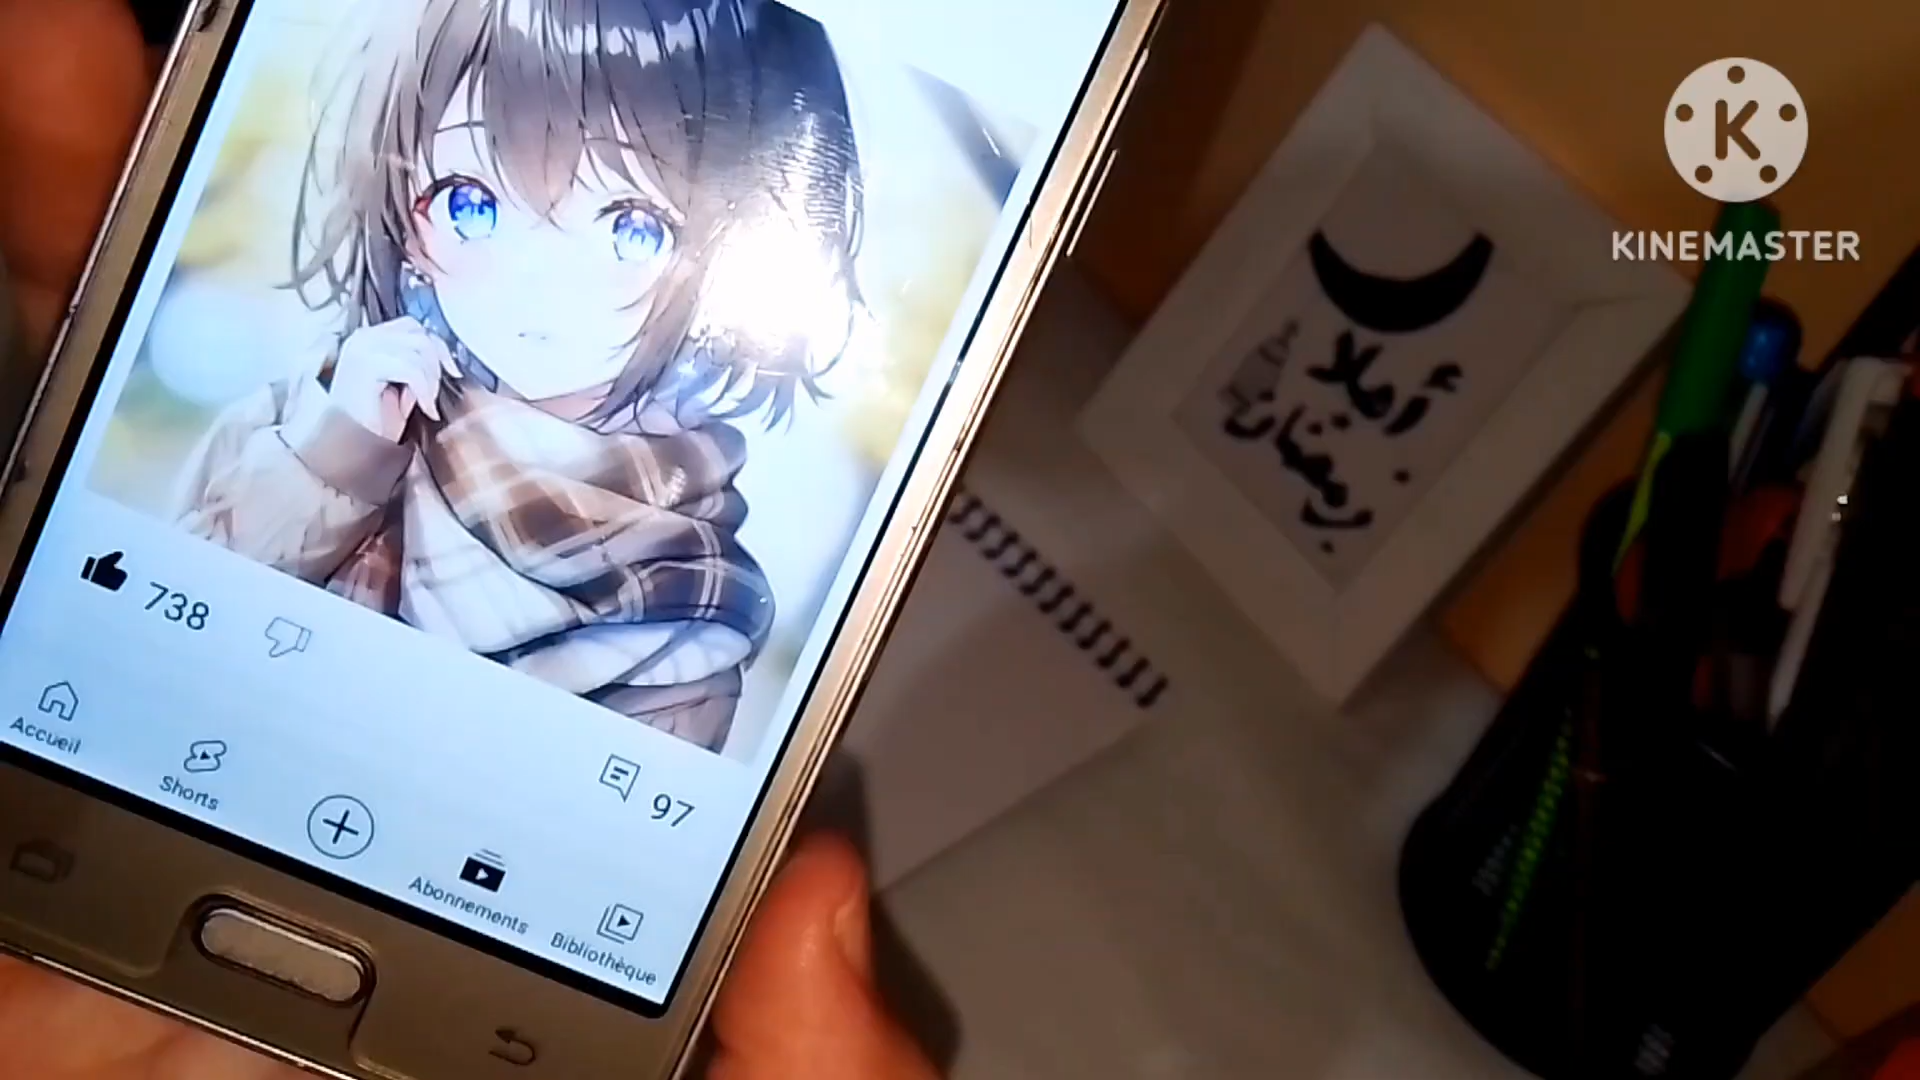 738
97
Accueil
Shorts
Abonnements
Bibliothèque
K
KINEMASTER
أهلا
رمضان